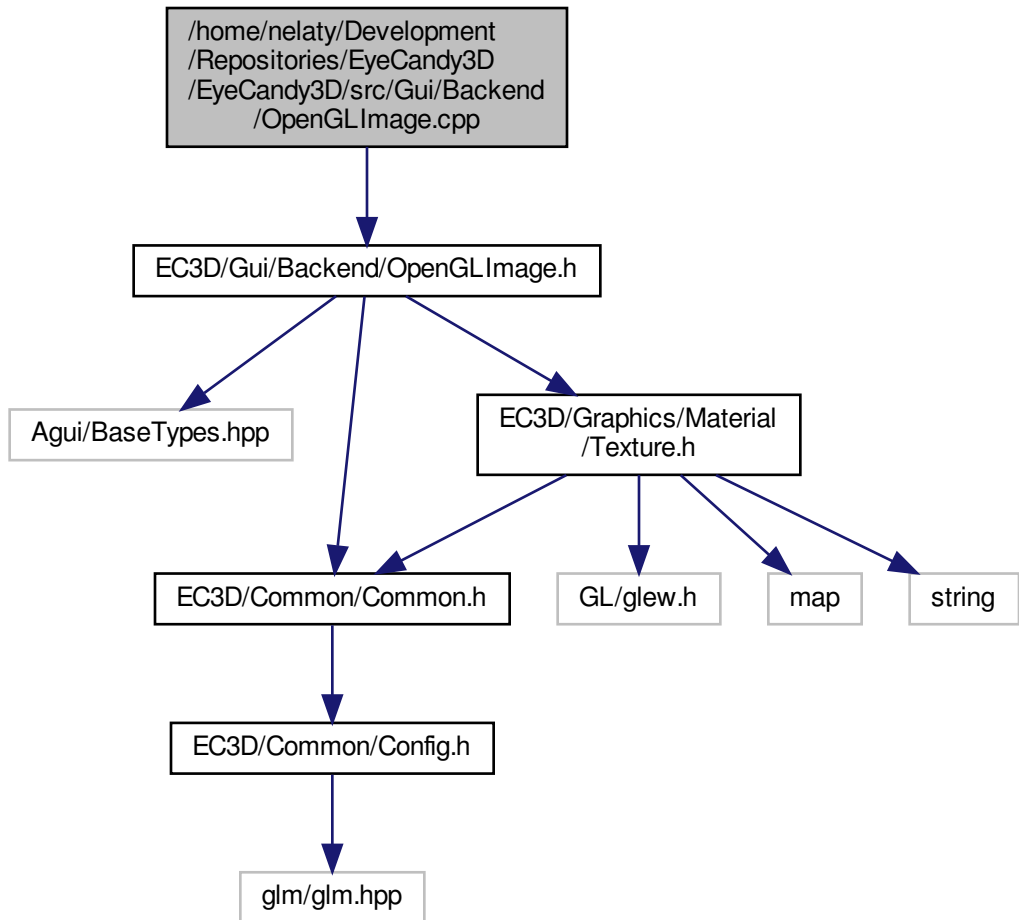 /home/nelaty/Development
/Repositories/EyeCandy3D
/EyeCandy3D/src/Gui/Backend
/OpenGLImage.cpp
EC3D/Gui/Backend/OpenGLImage.h
Agui/BaseTypes.hpp
EC3D/Graphics/Material
/Texture.h
EC3D/Common/Common.h
GL/glew.h
map
string
EC3D/Common/Config.h
glm/glm.hpp